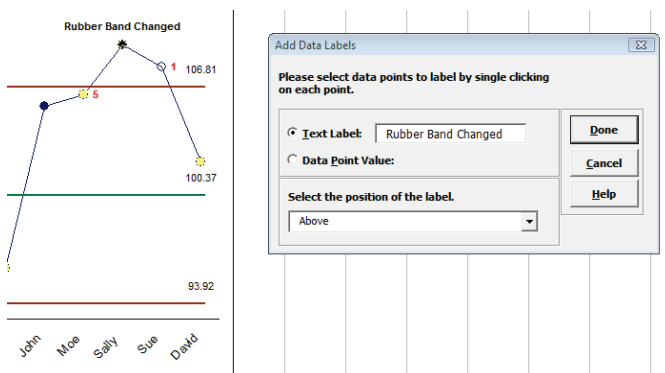 Rubber Band Changed
1
106.81
5
100.37
93.92
John
Moe
Sally
Sue
David
Add Data Labels
Please select data points to label by single clicking
on each point.
Text Label:
Rubber Band Changed
Data Point Value:
Select the position of the label.
Above
Done
Cancel
Help